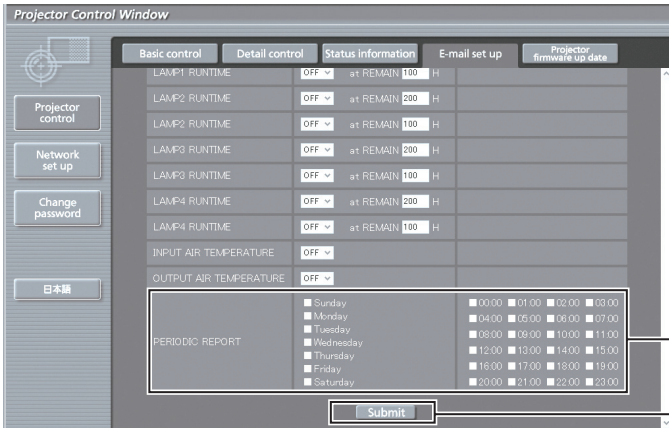 Projector Control Window
Basic control Detail control Status information E-mail set up Projector firmware up date
Projector control
Network set up
Change password
日本語
LAMP1 RUNTIME OFF at REMAIN 100 H
LAMP2 RUNTIME OFF at REMAIN 200 H
LAMP2 RUNTIME OFF at REMAIN 100 H
LAMP3 RUNTIME OFF at REMAIN 200 H
LAMP3 RUNTIME OFF at REMAIN 100 H
LAMP4 RUNTIME OFF at REMAIN 200 H
LAMP4 RUNTIME OFF at REMAIN 100 H
INPUT AIR TEMPERATURE OFF
OUTPUT AIR TEMPERATURE OFF
PERIODIC REPORT
Sunday
Monday
Tuesday
Wednesday
Thursday
Friday
Saturday
00:00 01:00 02:00 03:00
04:00 05:00 06:00 07:00
08:00 09:00 10:00 11:00
12:00 13:00 14:00 15:00
16:00 17:00 18:00 19:00
20:00 21:00 22:00 23:00
Submit